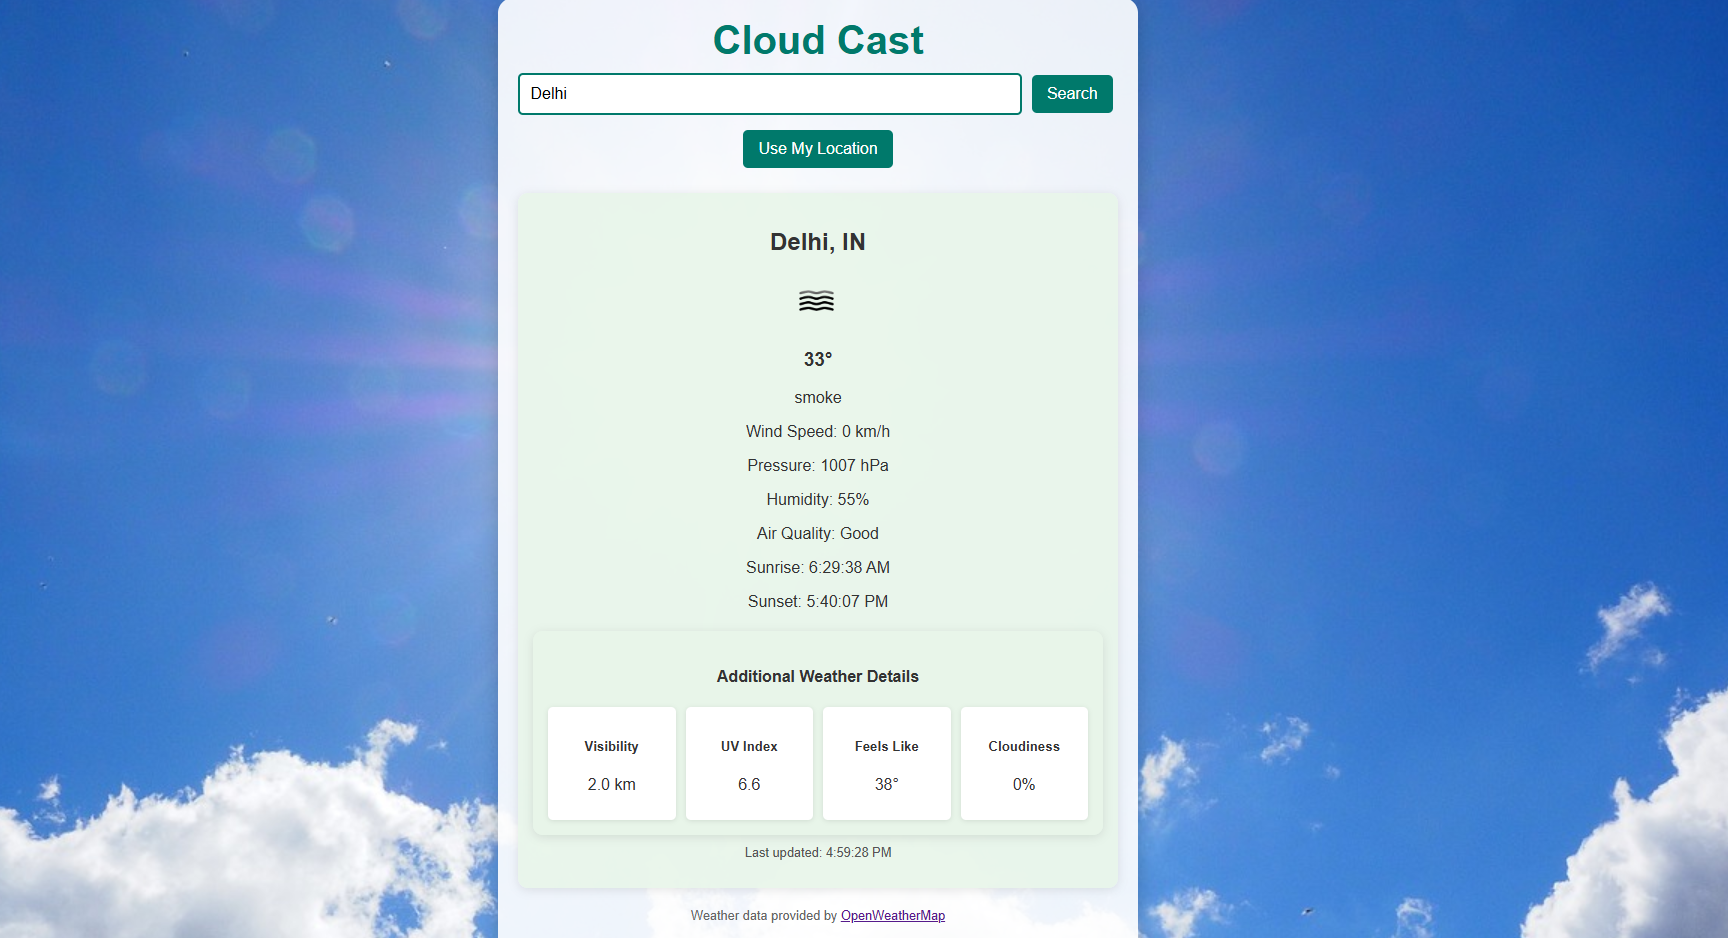 Cloud Cast
Delhi
Search
Use My Location
Delhi, IN
33°
smoke
Wind Speed: 0 km/h
Pressure: 1007 hPa
Humidity: 55%
Air Quality: Good
Sunrise: 6:29:38 AM
Sunset: 5:40:07 PM
Additional Weather Details
Visibility
2.0 km
UV Index
6.6
Feels Like
38°
Cloudiness
0%
Last updated: 4:59:28 PM
Weather data provided by OpenWeatherMap